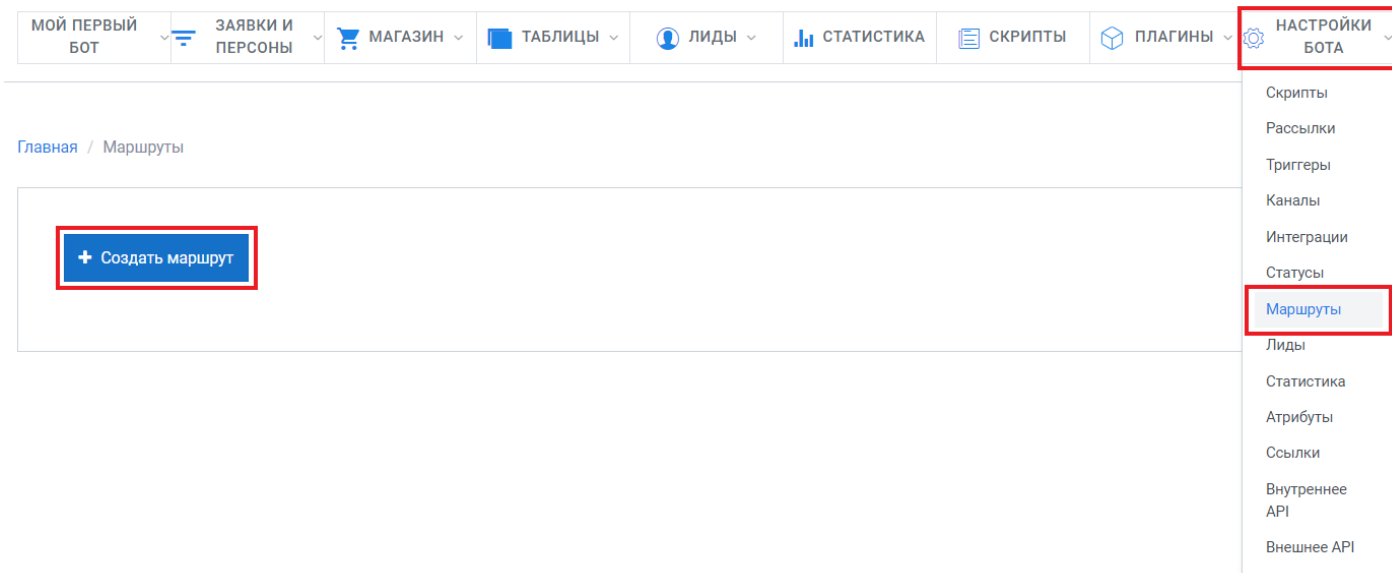 МОЙ ПЕРВЫЙ БОТ
ЗАЯВКИ И ПЕРСОНЫ
МАГАЗИН
ТАБЛИЦЫ
ЛИДЫ
СТАТИСТИКА
СКРИПТЫ
ПЛАГИНЫ
НАСТРОЙКИ БОТА
Главная / Маршруты
+ Создать маршрут
Скрипты
Рассылки
Триггеры
Каналы
Интеграции
Статусы
Маршруты
Лиды
Статистика
Атрибуты
Ссылки
Внутреннее
API
Внешнее API